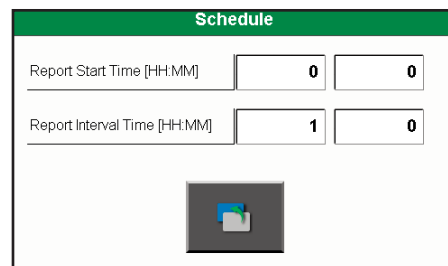 Schedule
Report Start Time [HH:MM] 0 0
Report Interval Time [HH:MM] 1 0